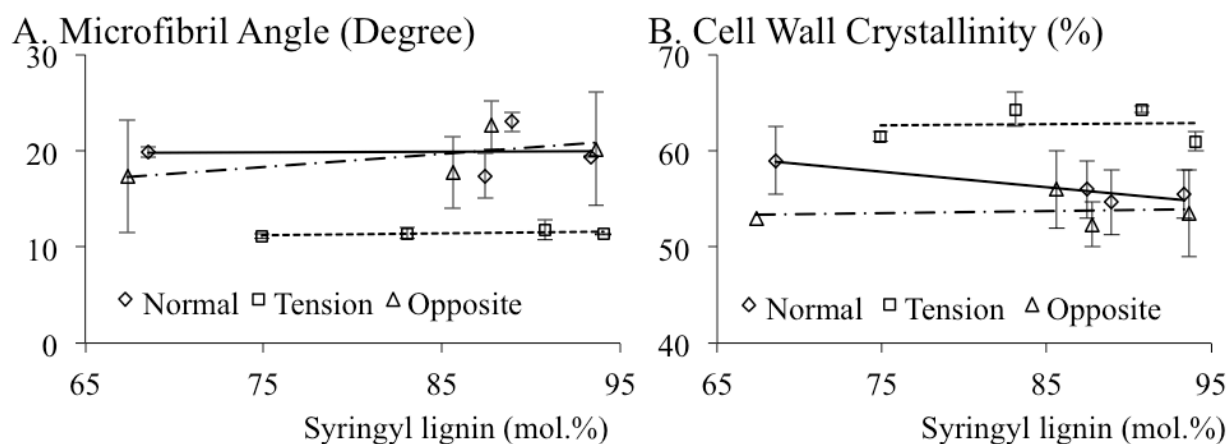 A. Microfibril Angle (Degree)
30
20
10
0
◇ Normal □ Tension △ Opposite
65 75 85 95
Syringyl lignin (mol.%)
B. Cell Wall Crystallinity (%)
70
60
50
40
◇ Normal □ Tension △ Opposite
65 75 85 95
Syringyl lignin (mol.%)